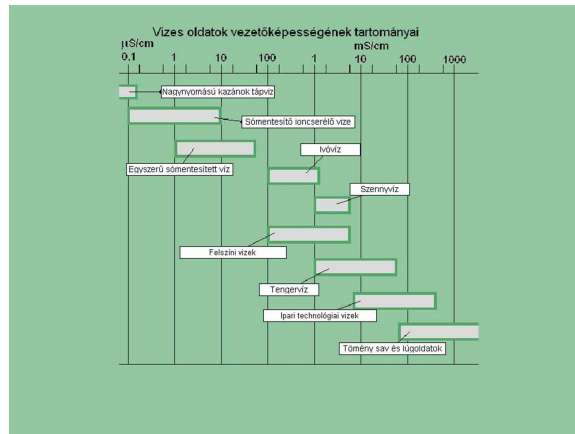 Vizes oldatok vezetőképességének tartományai
µS/cm mS/cm
0,1 1 10 100 1 10 100 1000
Nagynyomású kazánok tápvíz
Sómentesítő ioncserélő vize
Ivóvíz
Egyszerű sómentesített víz
Szennyvíz
Felszíni vizek
Tengervíz
Ipari technológiai vizek
Tömény sav és lúgoldatok